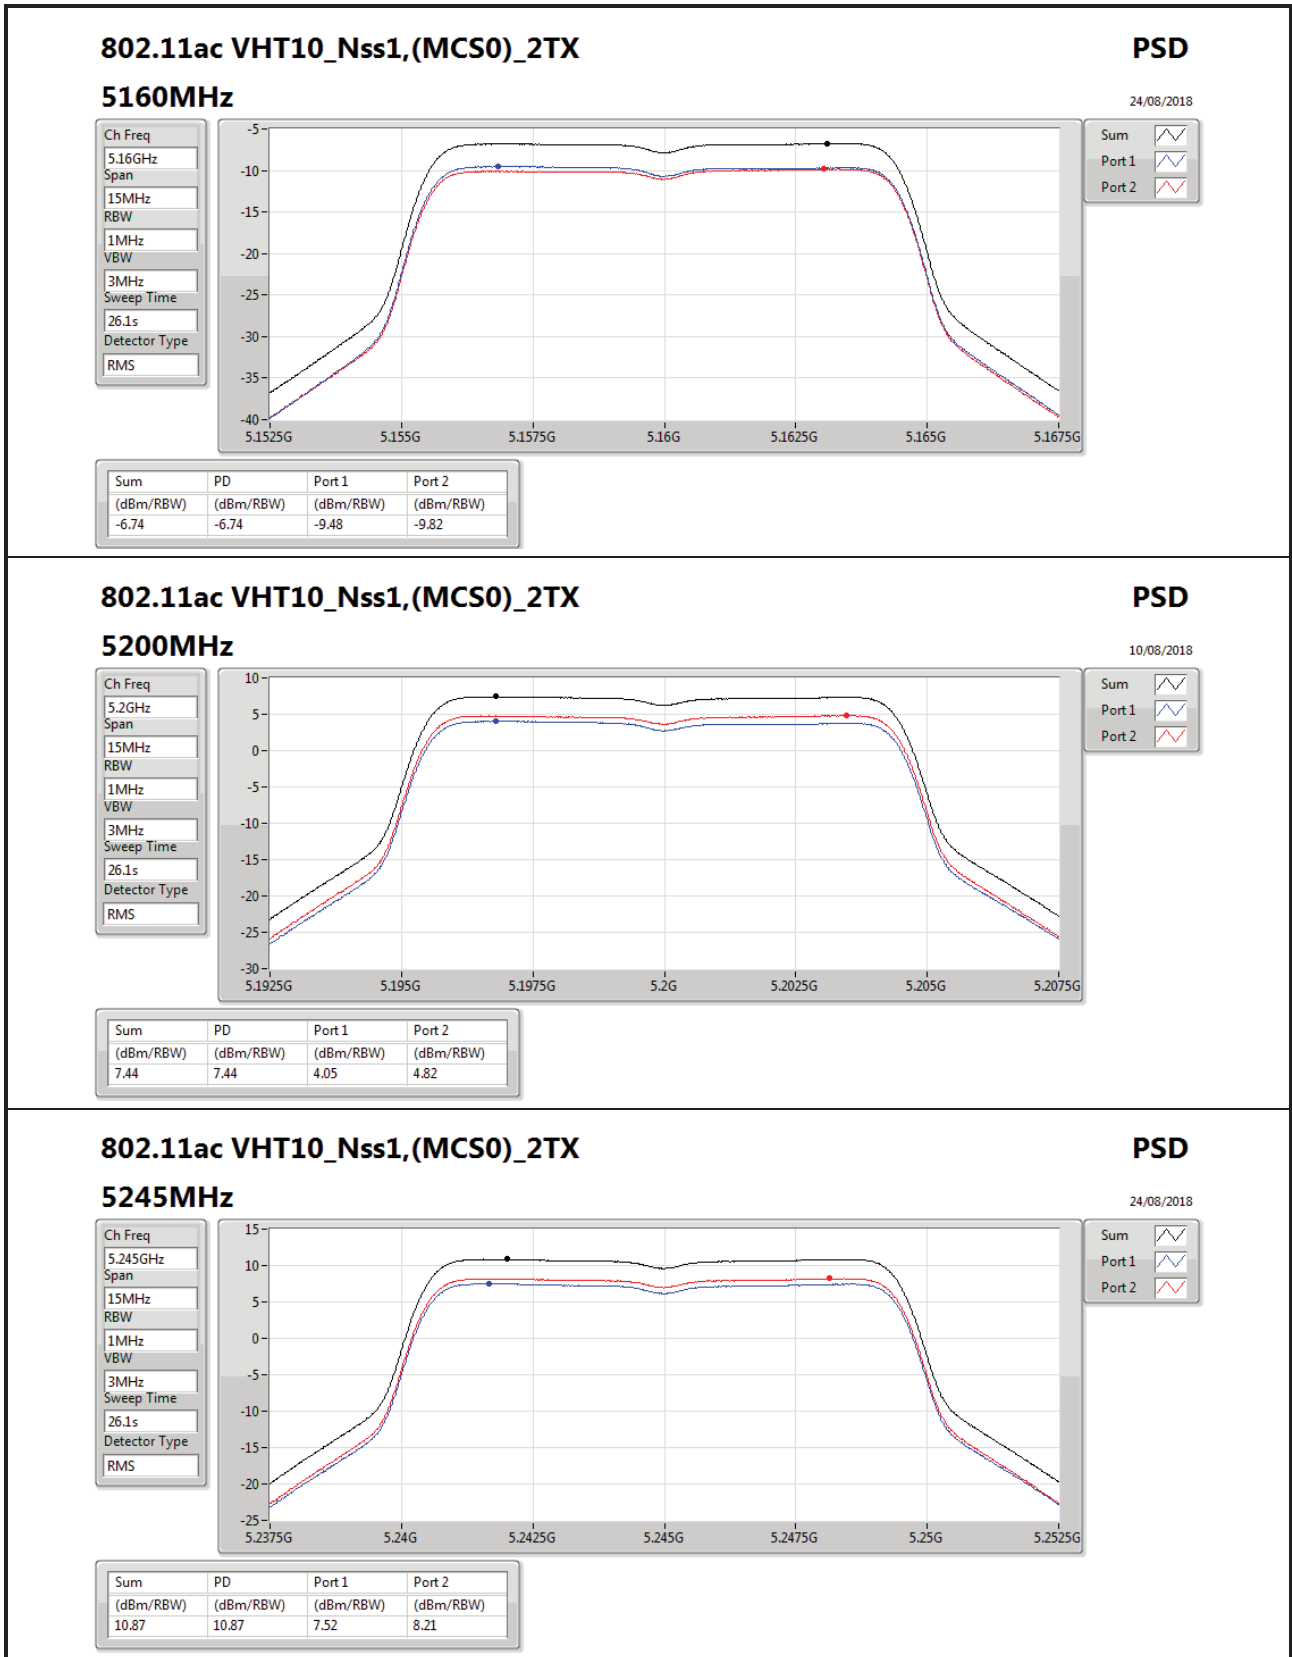 802.11ac VHT10_Nss1,(MCS0)_2TX PSD
5160MHz 24/08/2018
Ch Freq
5.16GHz
Span
15MHz
RBW
1MHz
VBW
3MHz
Sweep Time
26.1s
Detector Type
RMS
-5
-10
-15
-20
-25
-30
-35
-40
5.1525G 5.155G 5.1575G 5.16G 5.1625G 5.165G 5.1675G
Sum
Port 1
Port 2
Sum PD Port 1 Port 2
(dBm/RBW) (dBm/RBW) (dBm/RBW) (dBm/RBW)
-6.74 -6.74 -9.48 -9.82
802.11ac VHT10_Nss1,(MCS0)_2TX PSD
5200MHz 10/08/2018
Ch Freq
5.2GHz
Span
15MHz
RBW
1MHz
VBW
3MHz
Sweep Time
26.1s
Detector Type
RMS
10
5
0
-5
-10
-15
-20
-25
-30
5.1925G 5.195G 5.1975G 5.2G 5.2025G 5.205G 5.2075G
Sum
Port 1
Port 2
Sum PD Port 1 Port 2
(dBm/RBW) (dBm/RBW) (dBm/RBW) (dBm/RBW)
7.44 7.44 4.05 4.82
802.11ac VHT10_Nss1,(MCS0)_2TX PSD
5245MHz 24/08/2018
Ch Freq
5.245GHz
Span
15MHz
RBW
1MHz
VBW
3MHz
Sweep Time
26.1s
Detector Type
RMS
15
10
5
0
-5
-10
-15
-20
-25
5.2375G 5.24G 5.2425G 5.245G 5.2475G 5.25G 5.2525G
Sum
Port 1
Port 2
Sum PD Port 1 Port 2
(dBm/RBW) (dBm/RBW) (dBm/RBW) (dBm/RBW)
10.87 10.87 7.52 8.21